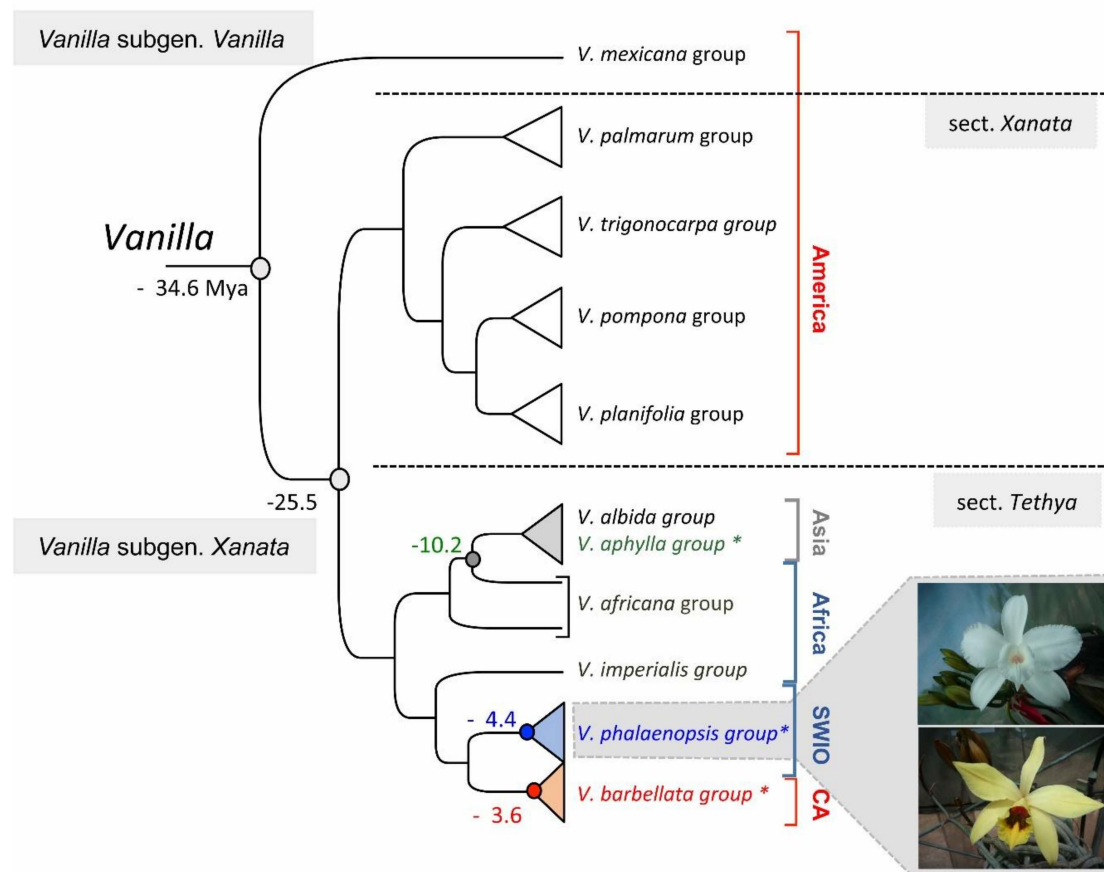 Vanilla subgen. Vanilla
V. mexicana group
sect. Xanata
V. palmarum group
V. trigonocarpa group
Vanilla
- 34.6 Mya
America
V. pompona group
V. planifolia group
-25.5
sect. Tethya
Vanilla subgen. Xanata
V. albida group
V. aphylla group *
Asia
-10.2
V. africana group
Africa
V. imperialis group
- 4.4
V. phalaenopsis group*
SWIO
V. barbellata group *
CA
- 3.6